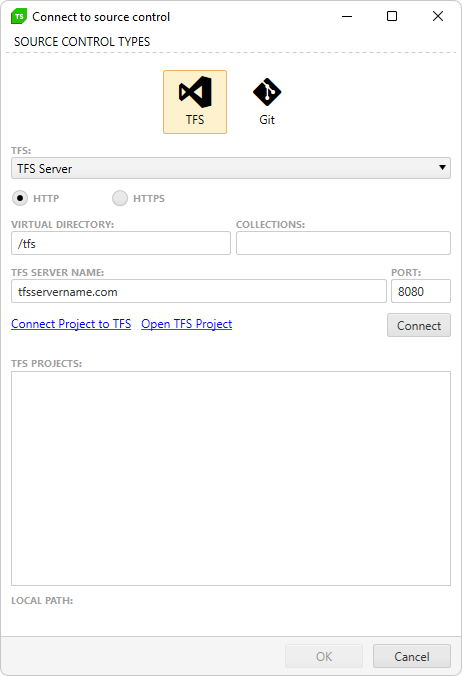 TS Connect to source control
SOURCE CONTROL TYPES
TFS Git
TFS:
TFS Server
HTTP HTTPS
VIRTUAL DIRECTORY: COLLECTIONS:
/tfs
TFS SERVER NAME: PORT:
tfsservername.com 8080
Connect Project to TFS Open TFS Project Connect
TFS PROJECTS:
LOCAL PATH:
OK Cancel